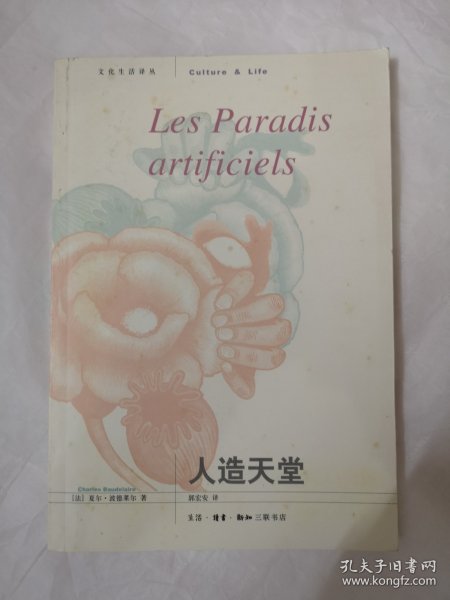 文化生活译丛
Culture & Life
Les Paradis
artificiels
人造天堂
Charles Baudelaire
[法] 夏尔·波德莱尔 著
郭宏安 译
生活·讀書·新知三联书店
孔夫子旧书网
www.kongfz.com